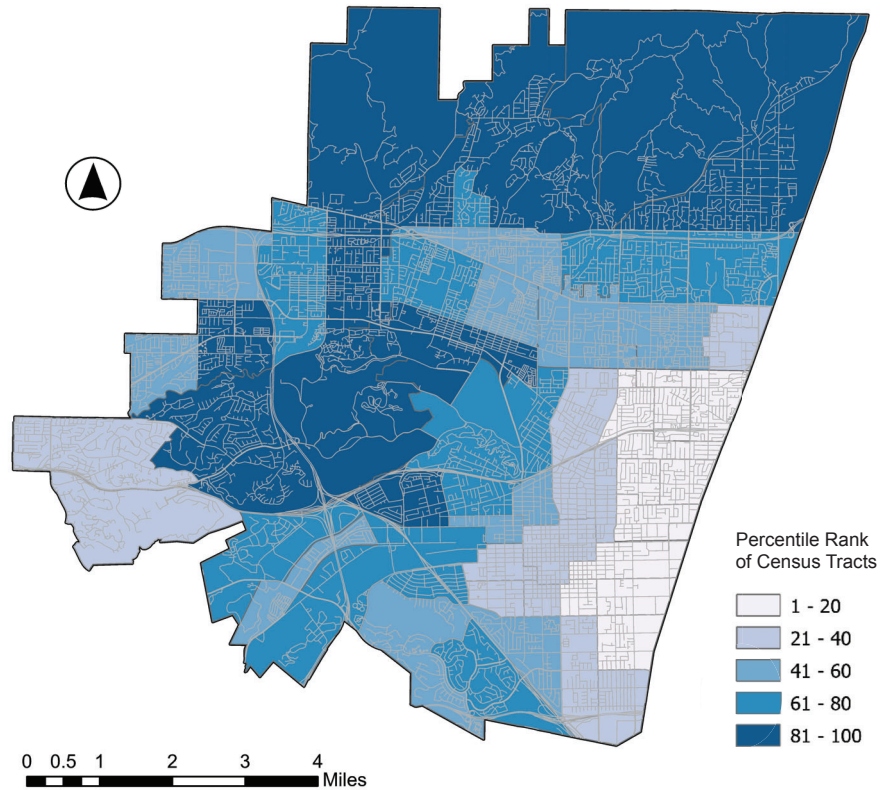 Percentile Rank
of Census Tracts
1 - 20
21 - 40
41 - 60
61 - 80
81 - 100
0 0.5 1 2 3 4
Miles